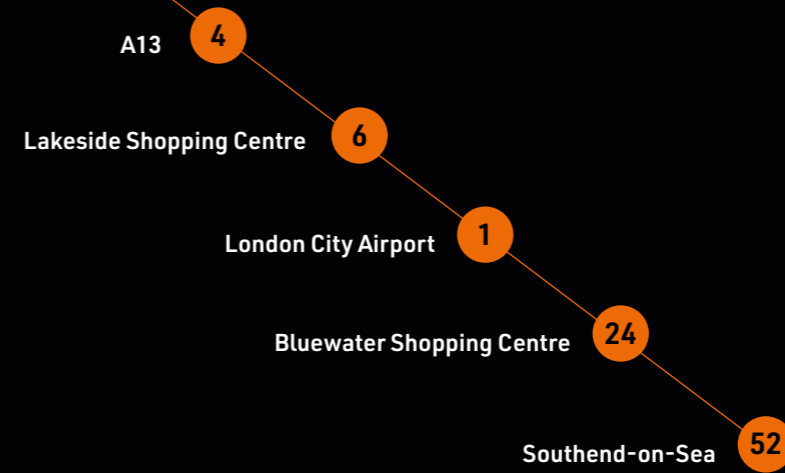 A13 4
Lakeside Shopping Centre 6
London City Airport 1
Bluewater Shopping Centre 24
Southend-on-Sea 52